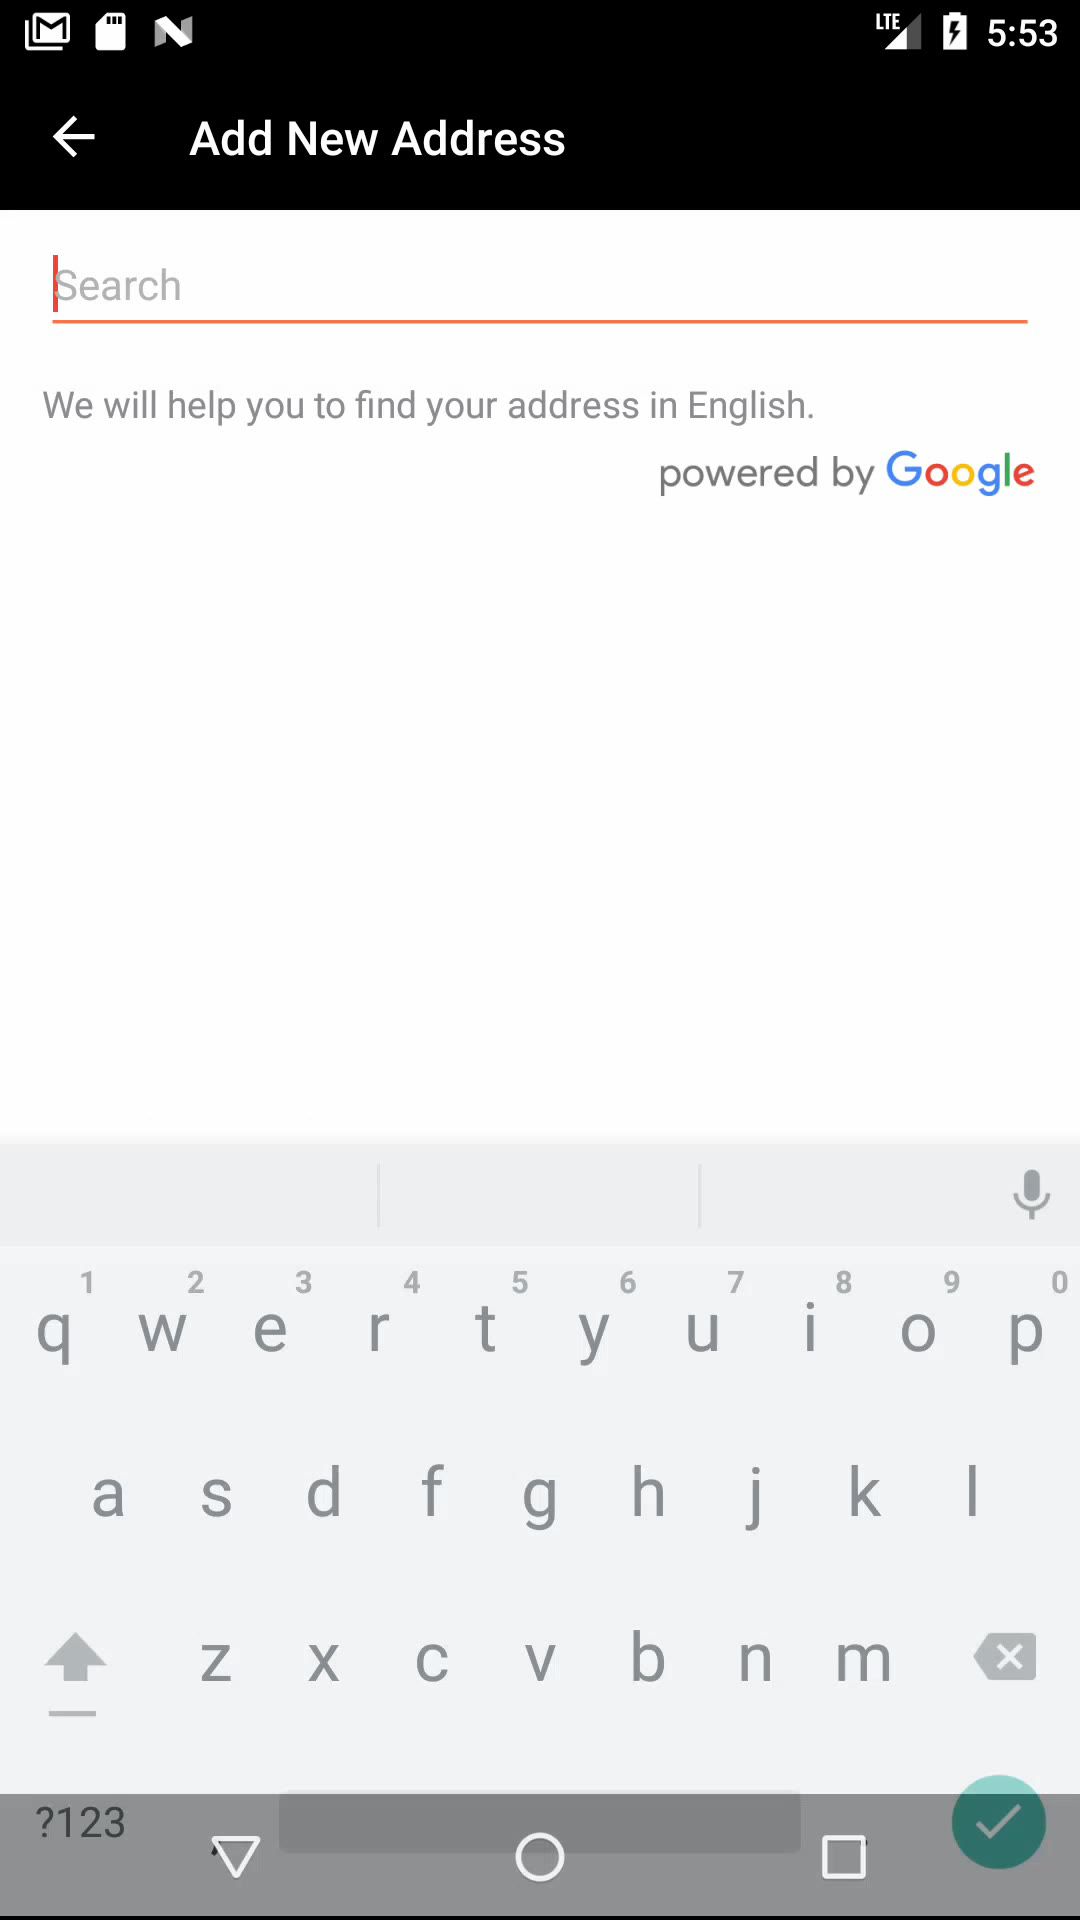 LTE 5:53
Add New Address
Search
We will help you to find your address in English.
powered by Google
1 2 3 4 5 6 7 8 9 0
q w e r t y u i o p
a s d f g h j k l
z x c v b n m
?123